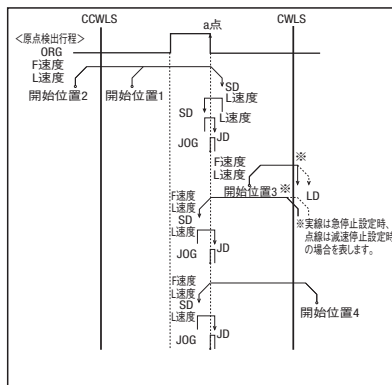 CCWLS a点 CWLS
<原点検出行程>
ORG
F速度
L速度
開始位置2 開始位置1 SD
L速度
SD
L速度
JOG JD
F速度 ※
L速度
開始位置3 ※ LD
F速度
L速度
SD
※実線は急停止設定時、
点線は減速停止設定時
の場合を表します。
L速度 JD
JOG
F速度
L速度
SD
開始位置4
L速度
JD
JOG